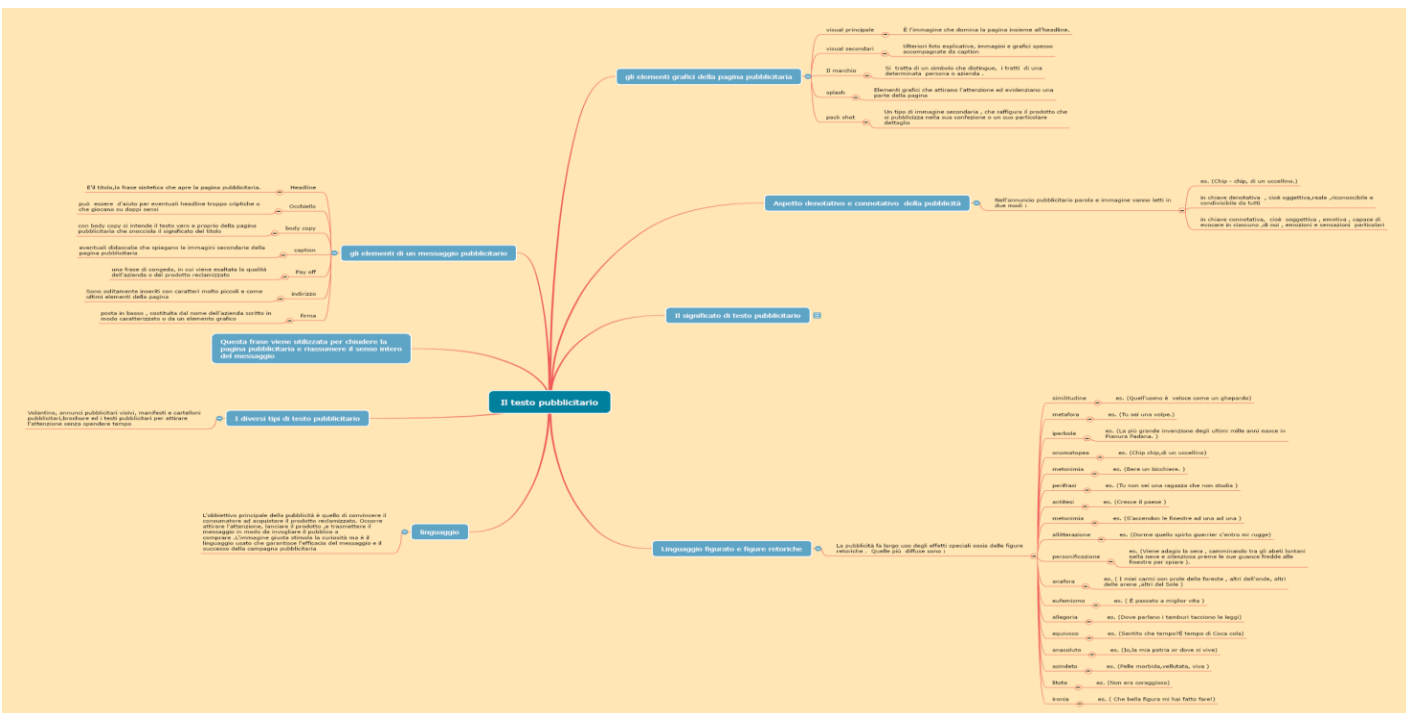 Il testo pubblicitario
gli elementi grafici della pagina pubblicitaria
visual principale
È l'immagine che domina la pagina insieme all'headline.
visual secondari
Ulteriori foto esplicative, immagini e grafici spesso
accompagnate da caption
Il marchio
Si tratta di un simbolo che distingue, i tratti di una
determinata persona o azienda .
splash
Elementi grafici che attirano l'attenzione ed evidenziano una
parte della pagina
pack shot
Un tipo di immagine secondaria , che raffigura il prodotto che
si pubblicizza nella sua confezione o un suo particolare
dettaglio
Aspetto denotativo e connotativo della pubblicità
Nell'annuncio pubblicitario parola e immagine vanno letti in
due modi :
es. (Chip - chip, di un uccellino.)
in chiave denotativa , cioè oggettiva,reale ,riconoscibile e
condivisibile da tutti
in chiave connotativa, cioè soggettiva , emotiva , capace di
evocare in ciascuno ,di noi , emozioni e sensazioni particolari
Il significato di testo pubblicitario
Linguaggio figurato e figure retoriche
La pubblicità fa largo uso degli effetti speciali ossia delle figure
retoriche . Quelle più diffuse sono :
similitudine
es. (Quell'uomo è veloce come un ghepardo)
metafora
es. (Tu sei una volpe.)
iperbole
es. (La più grande invenzione degli ultimi mille anni nasce in
Pianura Padana. )
onomatopea
es. (Chip chip,di un uccellino)
metonimia
es. (Bere un bicchiere. )
perifrasi
es. (Tu non sei una ragazza che non studia )
antitesi
es. (Cresce il paese )
metonimia
es. (S'accendon le finestre ad una ad una )
allitterazione
es. (Dorme quello spirto guerrier c'entro mi rugge)
personificazione
es. (Viene adagio la sera , camminando tra gli abeti lontani
nella neve e silenziosa preme le sue guance fredde alle
finestre per spiare ).
anafora
es. ( I miei carmi son prole delle foreste , altri dell'onde, altri
delle arene ,altri del Sole )
eufemismo
es. ( È passato a miglior vita )
allegoria
es. (Dove parlano i tamburi tacciono le leggi)
equivoco
es. (Sentito che tempo?È tempo di Coca cola)
anacoluto
es. (Io,la mia patria or dove si vive)
asindeto
es. (Pelle morbida,vellutata, viva )
litote
es. (Non era coraggioso)
ironia
es. ( Che bella figura mi hai fatto fare!)
gli elementi di un messaggio pubblicitario
Headline
E'il titolo,la frase sintetica che apre la pagina pubblicitaria.
Occhiello
può essere d'aiuto per eventuali headline troppo criptiche o
che giocano su doppi sensi
body copy
con body copy si intende il testo vero e proprio della pagina
pubblicitaria che snocciola il significato del titolo
caption
eventuali didascalie che spiegano le immagini secondarie della
pagina pubblicitaria
Pay off
una frase di congedo, in cui viene esaltata la qualità
dell'azienda o del prodotto reclamizzato
indirizzo
Sono solitamente inseriti con caratteri molto piccoli e come
ultimi elementi della pagina
firma
posta in basso , costituita dal nome dell'azienda scritto in
modo caratterizzato o da un elemento grafico
Questa frase viene utilizzata per chiudere la
pagina pubblicitaria e riassumere il senso intero
del messaggio
I diversi tipi di testo pubblicitario
Volantino, annunci pubblicitari visivi, manifesti e cartelloni
pubblicitari,brochure ed i testi pubblicitari per attirare
l'attenzione senza spendere tempo
linguaggio
L'obbiettivo principale della pubblicità è quello di convincere il
consumatore ad acquistare il prodotto reclamizzato. Occorre
attirare l'attenzione, lanciare il prodotto ,e trasmettere il
messaggio in modo da invogliare il pubblico a
comprare .L'immagine giusta stimola la curiosità ma è il
linguaggio usato che garantisce l'efficacia del messaggio e il
successo della campagna pubblicitaria